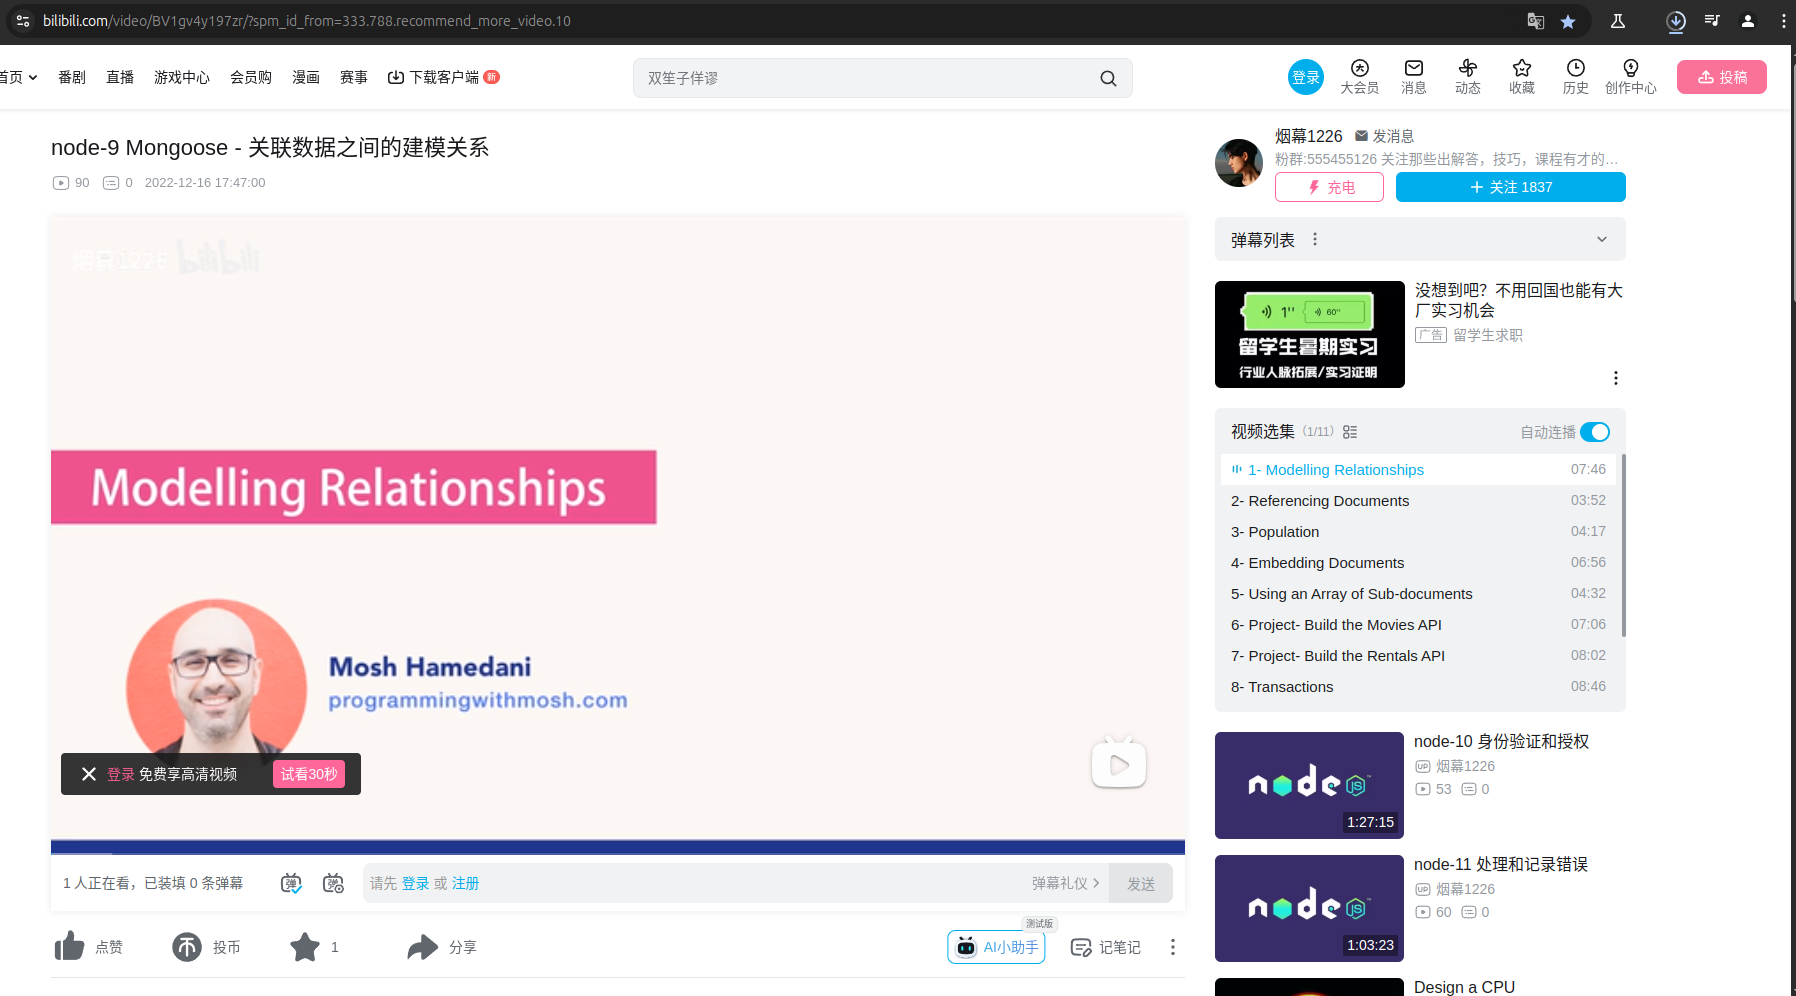 bilibili.com/video/BV1gv4y197zr/?spm_id_from=333.788.recommend_more_video.10
首页 番剧 直播 游戏中心 会员购 漫画 赛事 下载客户端 新
双笙子佯谬
登录 大会员 消息 动态 收藏 历史 创作中心 投稿
node-9 Mongoose - 关联数据之间的建模关系
90 0 2022-12-16 17:47:00
烟幕1226 bilibili
Modelling Relationships
Mosh Hamedani
programmingwithmosh.com
登录 免费享高清视频 试看30秒
1 人正在看，已装填 0 条弹幕 弹 弹 请先 登录 或 注册 弹幕礼仪 发送
点赞 投币 1 分享 测试版 AI小助手 记笔记
烟幕1226 发消息
粉群:555455126 关注那些出解答，技巧，课程有才的…
充电 + 关注 1837
弹幕列表
1'' 60''
留学生暑期实习
行业人脉拓展/实习证明
没想到吧？不用回国也能有大
厂实习机会
广告 留学生求职
视频选集 （1/11） 自动连播
1- Modelling Relationships 07:46
2- Referencing Documents 03:52
3- Population 04:17
4- Embedding Documents 06:56
5- Using an Array of Sub-documents 04:32
6- Project- Build the Movies API 07:06
7- Project- Build the Rentals API 08:02
8- Transactions 08:46
node JS
1:27:15
node-10 身份验证和授权
UP 烟幕1226
53 0
node JS
1:03:23
node-11 处理和记录错误
UP 烟幕1226
60 0
Design a CPU